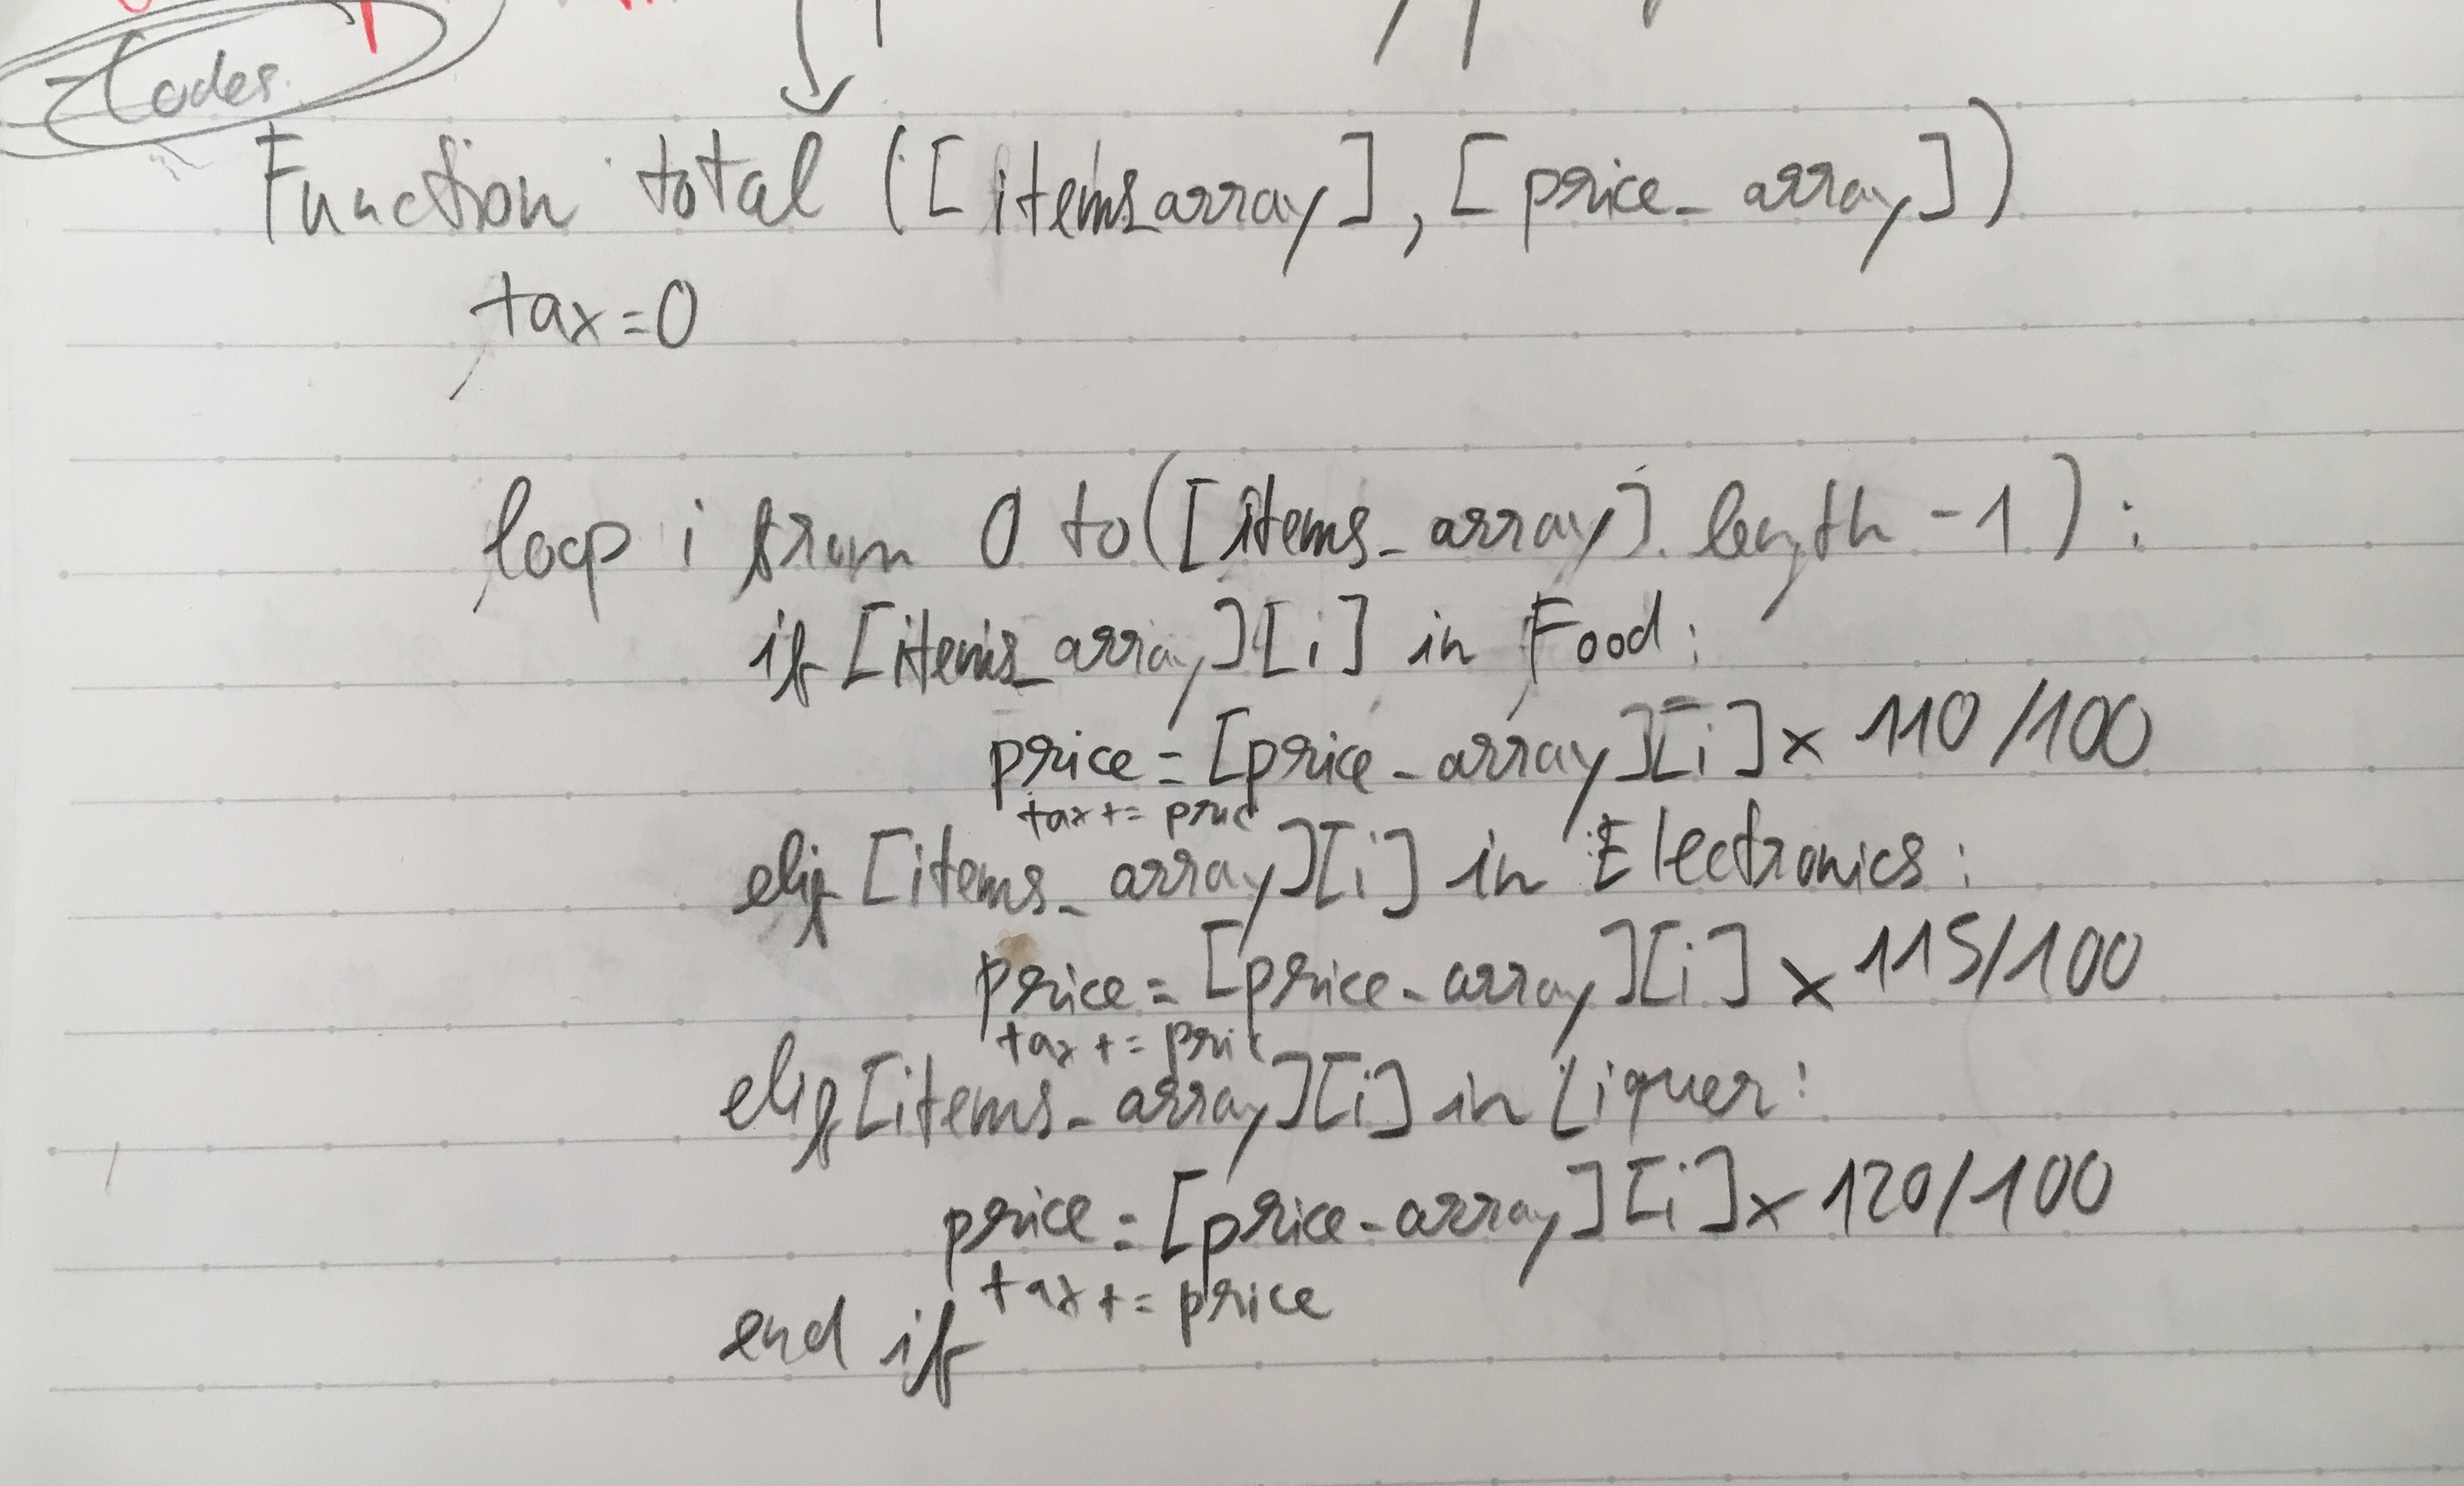 Codes.
Function total ([items_array], [price_array])
tax=0
loop i from 0 to ([items_array].length -1):
if [items_array][i] in Food:
price = [price_array][i] x 110/100
tax += pric
elif [items_array][i] in Electronics:
price = [price_array][i] x 115/100
tax += pric
elif [items_array][i] in Liquer:
price = [price_array][i] x 120/100
tax += price
end if